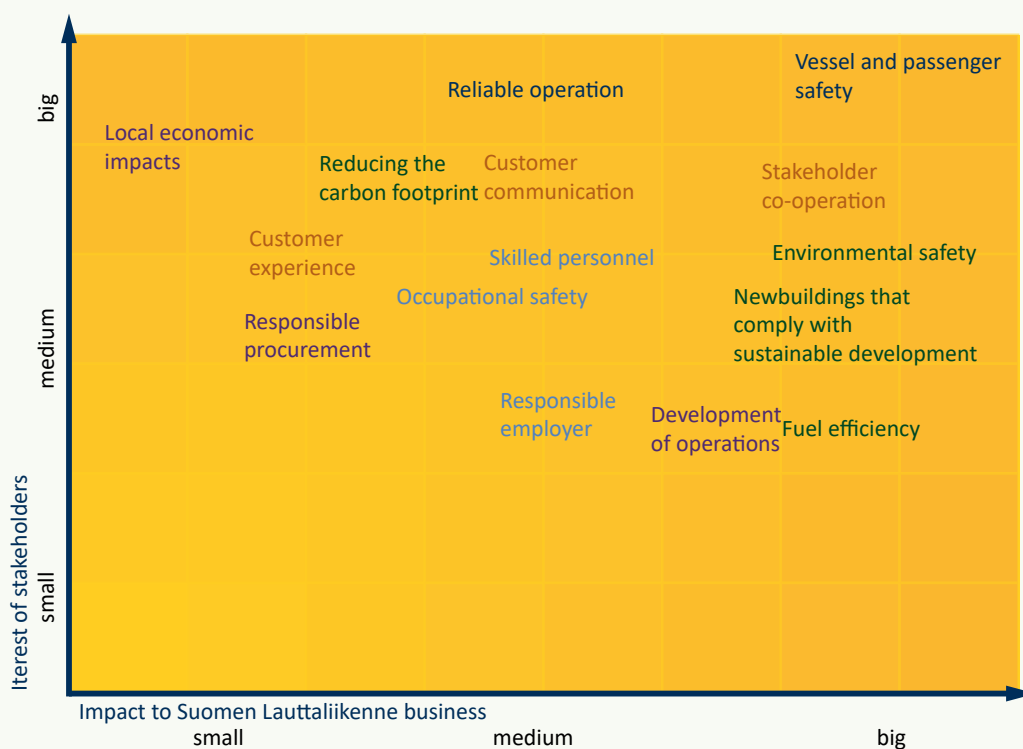 Vessel and passenger
safety
Reliable operation
big
Local economic
impacts
Reducing the
carbon footprint
Customer
communication
Stakeholder
co-operation
Customer
experience
Skilled personnel
Environmental safety
Occupational safety
Newbuildings that
comply with
sustainable development
Responsible
procurement
medium
Responsible
employer
Development
of operations
Fuel efficiency
Iterest of stakeholders
small
Impact to Suomen Lauttaliikenne business
small
medium
big